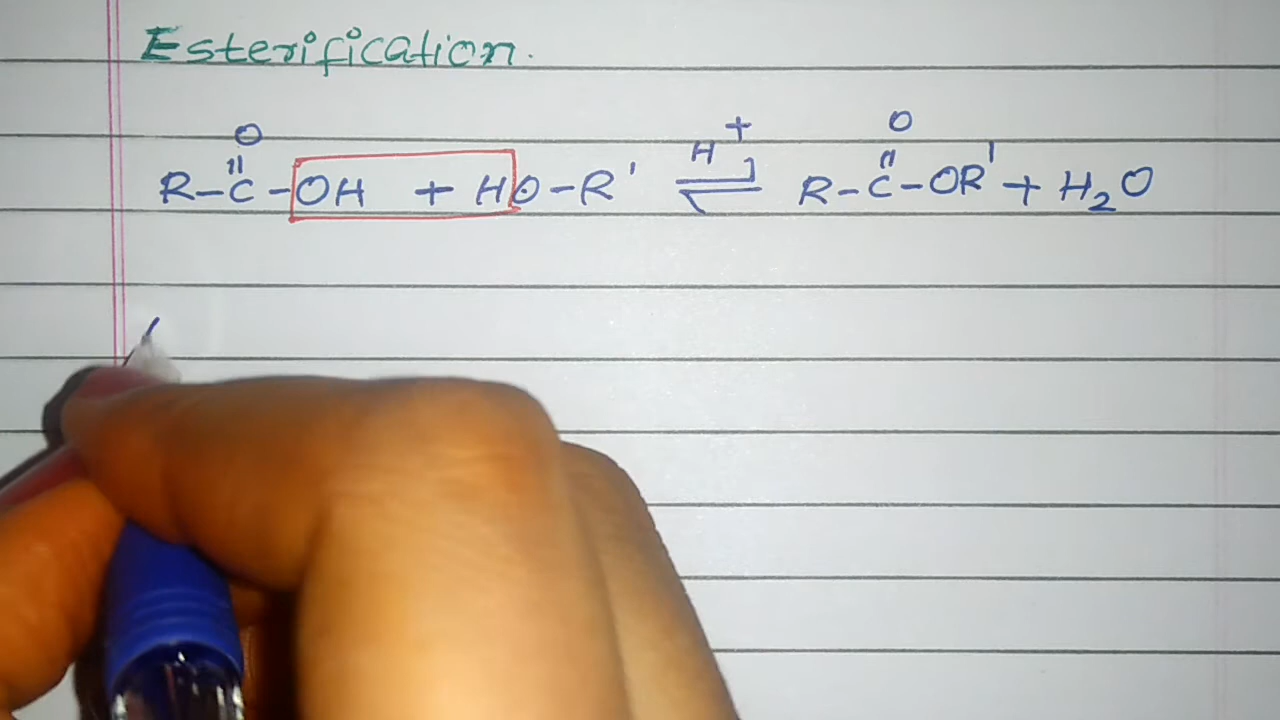 Esterification.
O H+ O
R-C-OH + HO-R' ⇌ R-C-OR' + H₂O